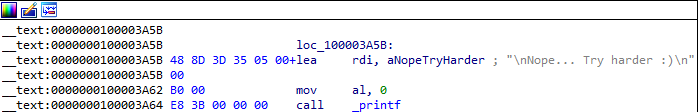 __text:0000000100003A5B
__text:0000000100003A5B loc_100003A5B:
__text:0000000100003A5B 48 8D 3D 35 05 00+lea rdi, aNopeTryHarder ; "\nNope... Try harder :)\n"
__text:0000000100003A5B 00
__text:0000000100003A62 B0 00 mov al, 0
__text:0000000100003A64 E8 3B 00 00 00 call _printf